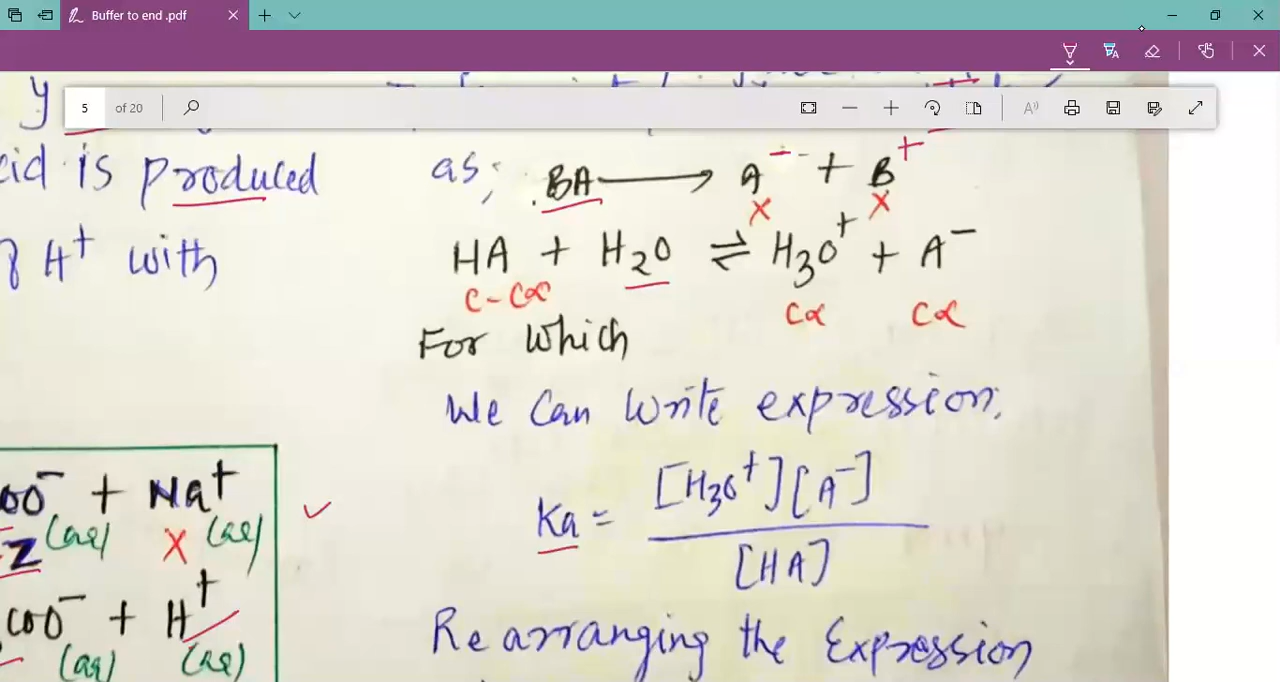 Buffer to end .pdf
5 of 20
y
cid is produced
H⁺ with
as; BA ⟶ A⁻ + B⁺
x x
HA + H₂O ⇌ H₃O⁺ + A⁻
C-Cα Cα Cα
For Which
We Can Write expression;
Ka = [H₃O⁺][A⁻]
[HA]
Rearranging the Expression
OO⁻ + Na⁺
Z (aq) X (aq)
COO⁻ + H⁺
(aq) (aq)